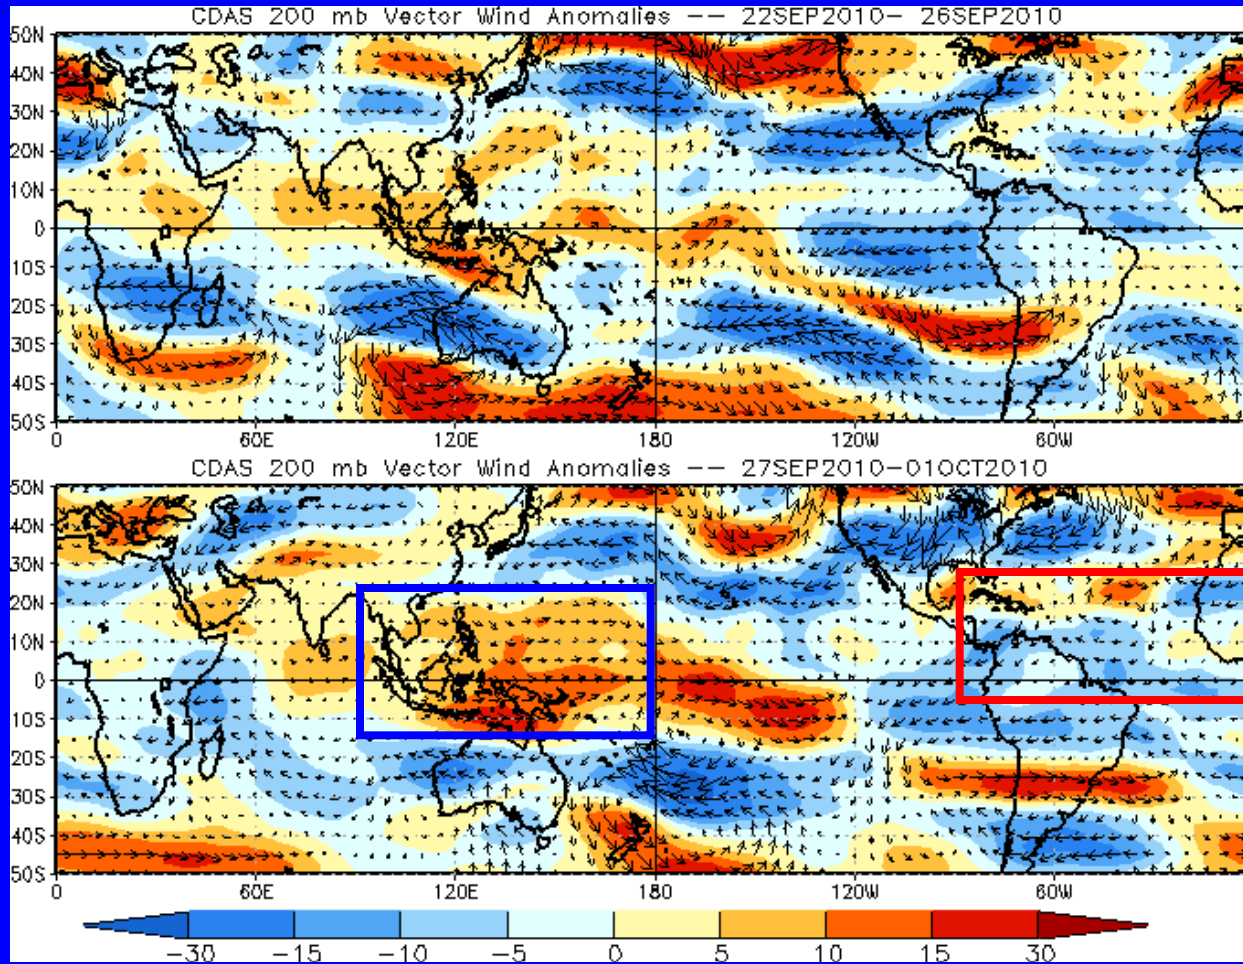 CDAS 200 mb Vector Wind Anomalies -- 22SEP2010- 26SEP2010
50N
40N
30N
20N
10N
0
10S
20S
30S
40S
50S
0 60E 120E 180 120W 60W
CDAS 200 mb Vector Wind Anomalies -- 27SEP2010-01OCT2010
50N
40N
30N
20N
10N
0
10S
20S
30S
40S
50S
0 60E 120E 180 120W 60W
-30 -15 -10 -5 0 5 10 15 30